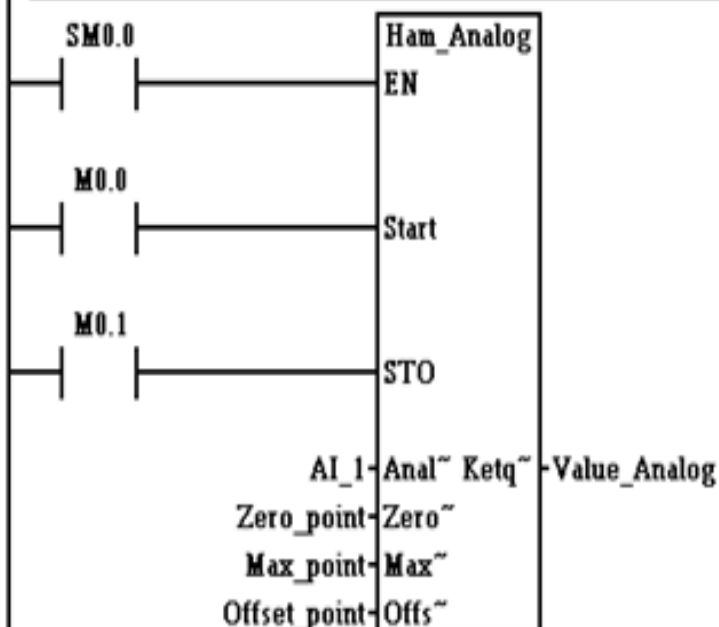 SM0.0
Ham_Analog
EN
M0.0
Start
M0.1
STO
AI_1 Anal~ Ketq~ Value_Analog
Zero_point Zero~
Max_point Max~
Offset_point Offs~